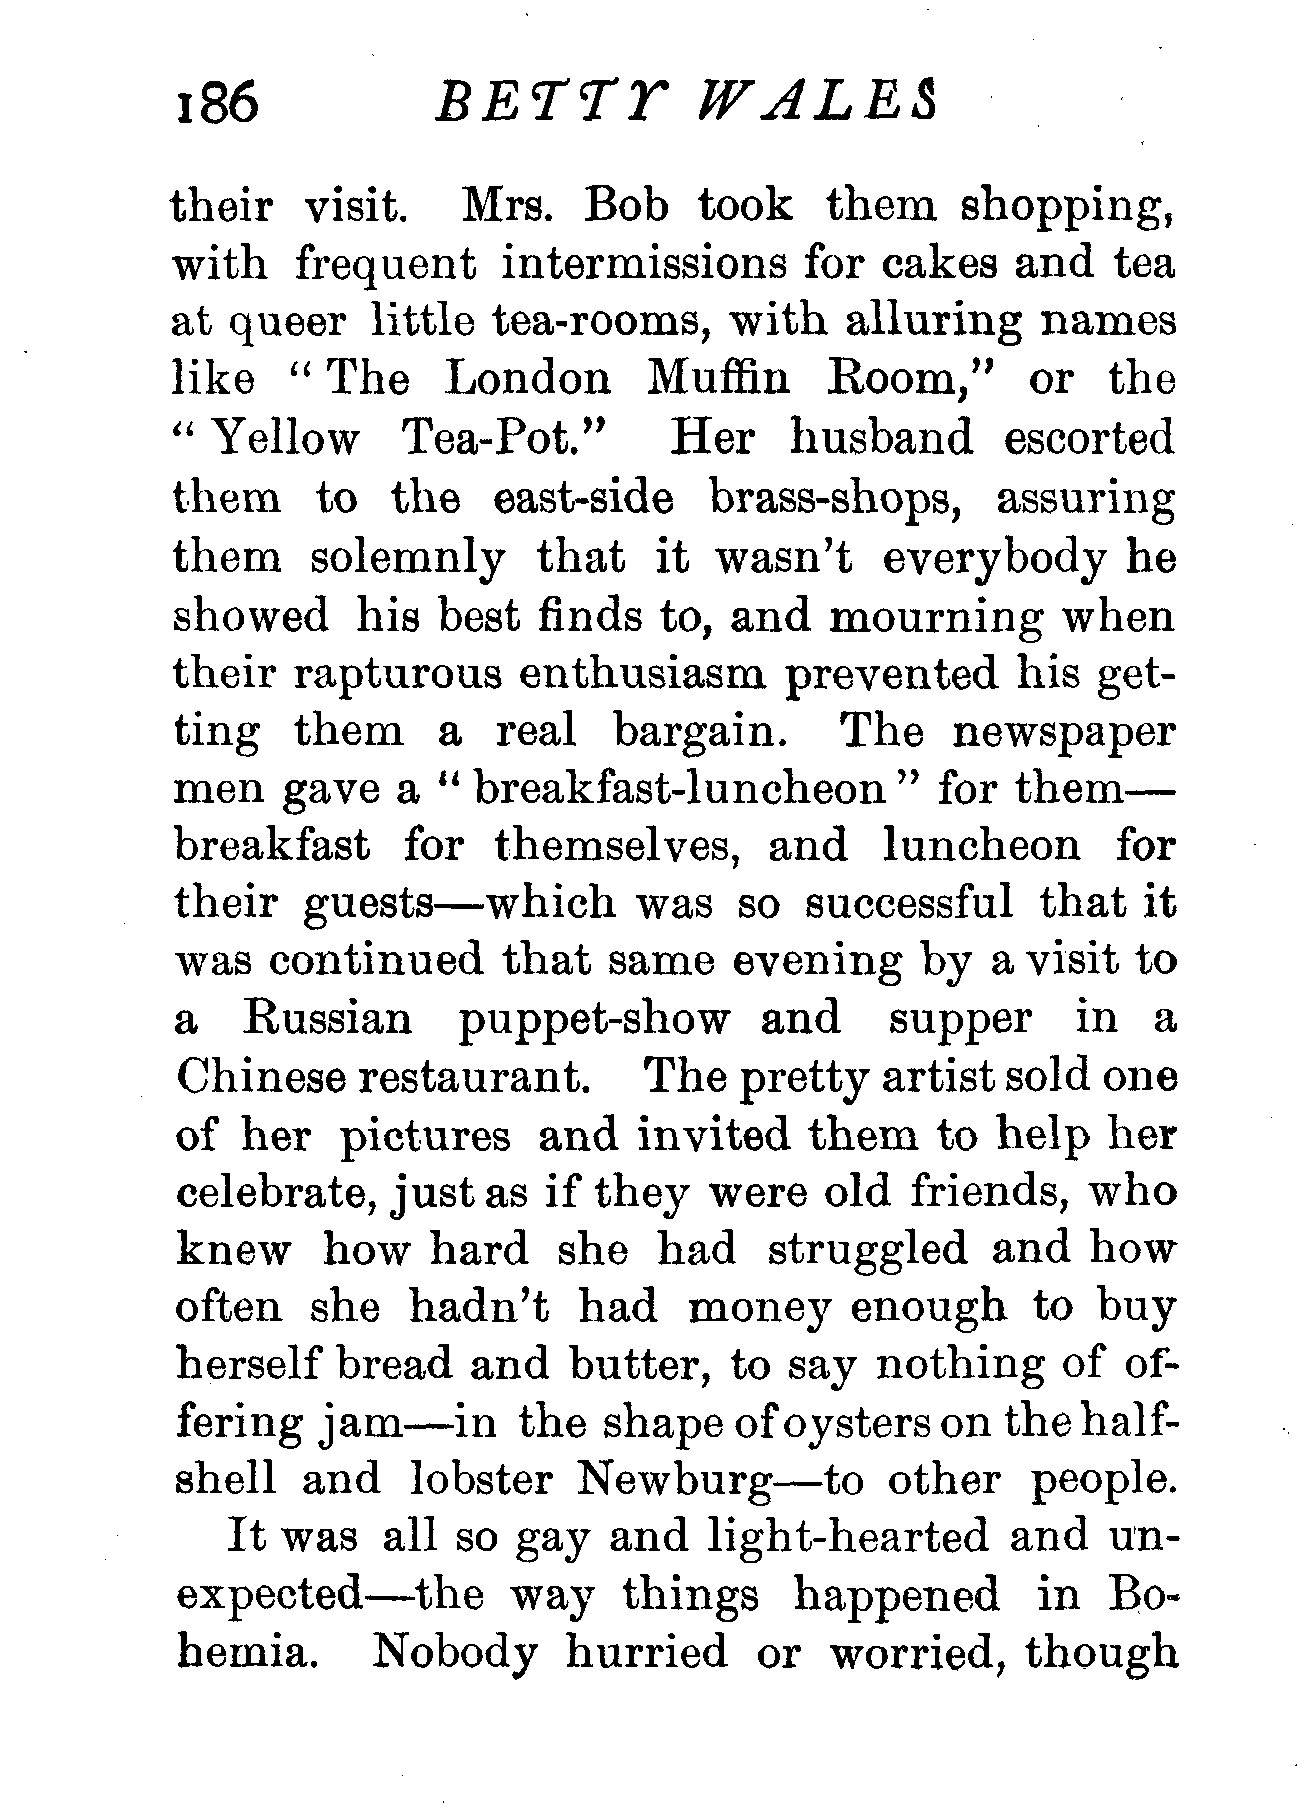 186 BETTY WALES
their visit. Mrs. Bob took them shopping,
with frequent intermissions for cakes and tea
at queer little tea-rooms, with alluring names
like “ The London Muffin Room,” or the
“ Yellow Tea-Pot.” Her husband escorted
them to the east-side brass-shops, assuring
them solemnly that it wasn’t everybody he
showed his best finds to, and mourning when
their rapturous enthusiasm prevented his get-
ting them a real bargain. The newspaper
men gave a “ breakfast-luncheon ” for them—
breakfast for themselves, and luncheon for
their guests—which was so successful that it
was continued that same evening by a visit to
a Russian puppet-show and supper in a
Chinese restaurant. The pretty artist sold one
of her pictures and invited them to help her
celebrate, just as if they were old friends, who
knew how hard she had struggled and how
often she hadn’t had money enough to buy
herself bread and butter, to say nothing of of-
fering jam—in the shape of oysters on the half-
shell and lobster Newburg—to other people.
It was all so gay and light-hearted and un-
expected—the way things happened in Bo-
hemia. Nobody hurried or worried, though